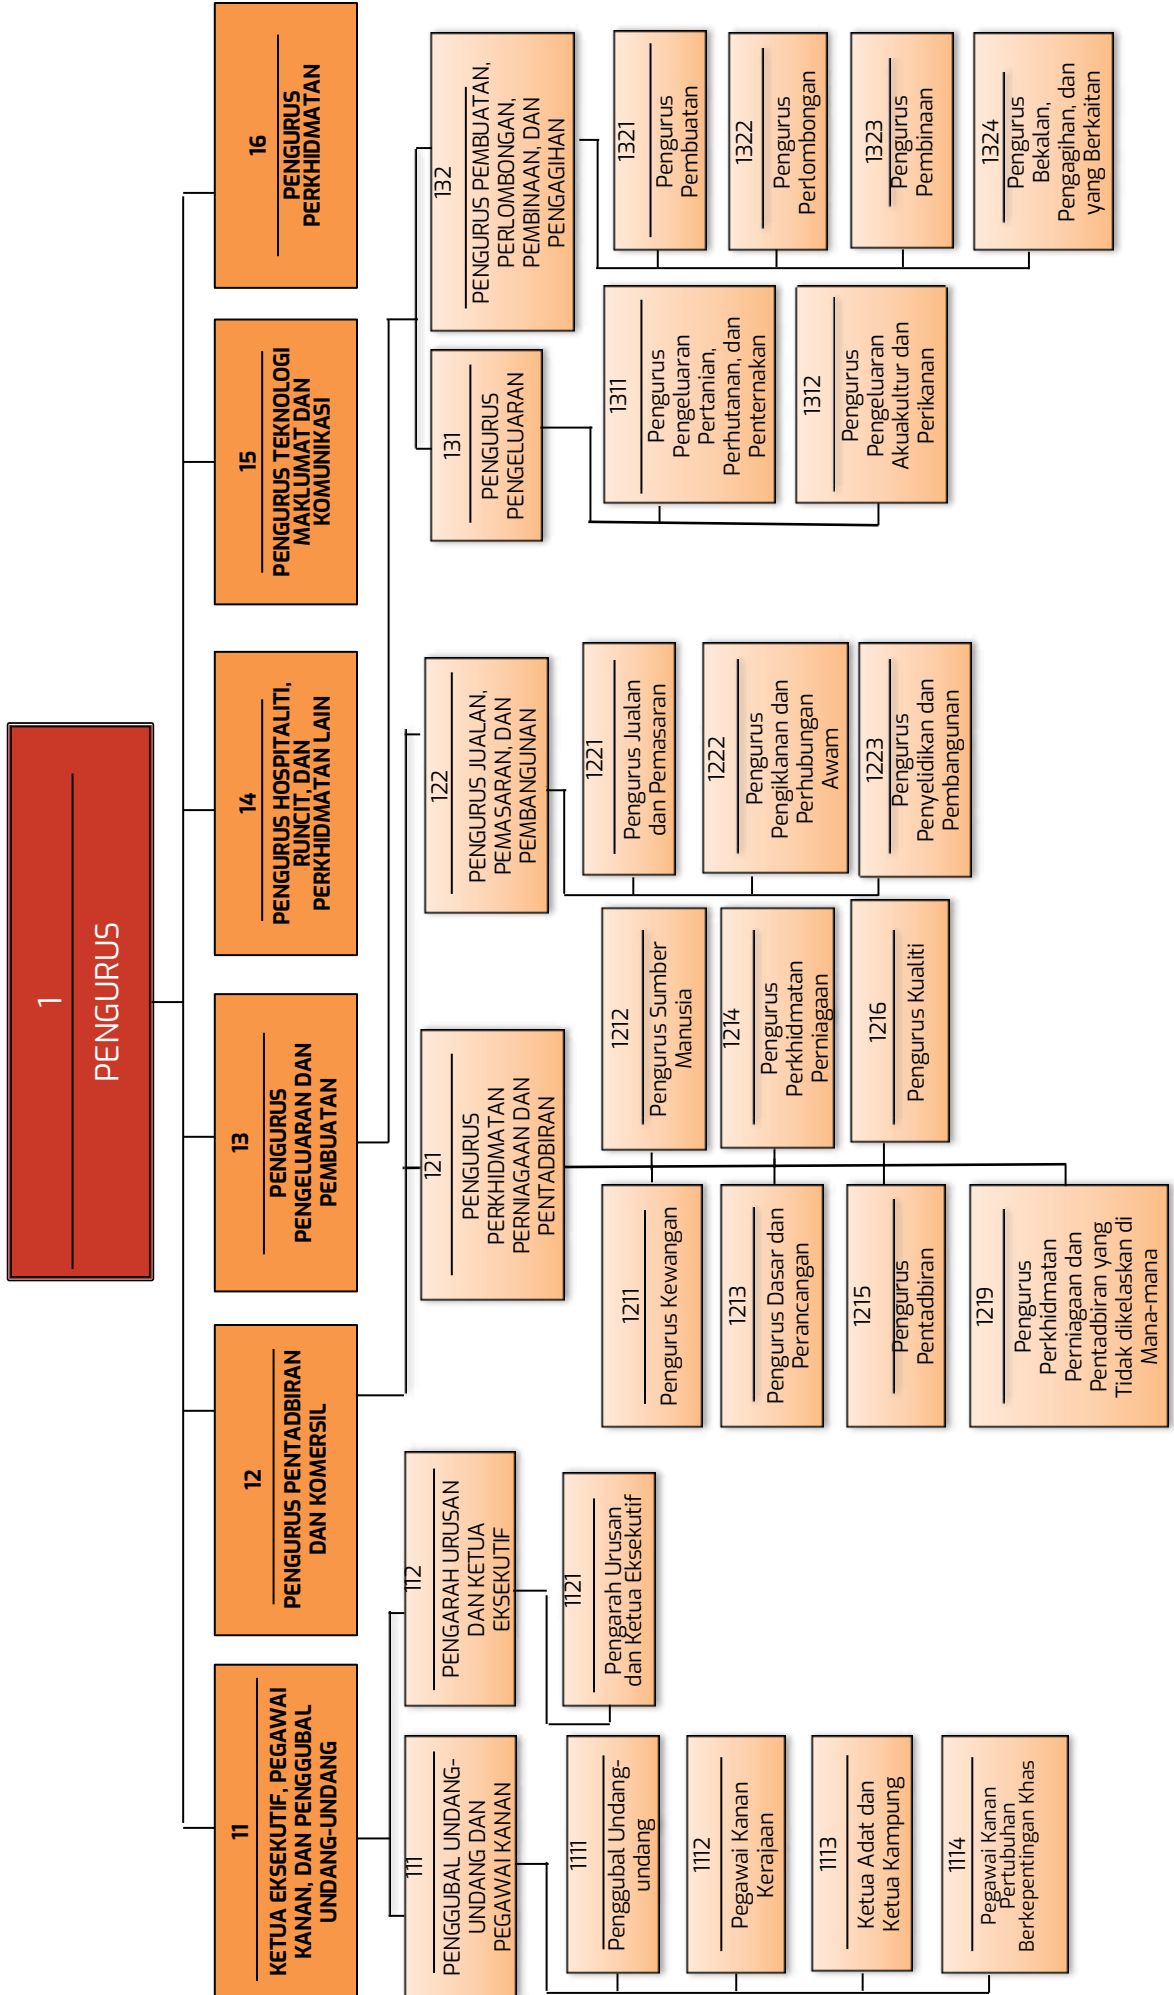 1
PENGURUS
11
KETUA EKSEKUTIF, PEGAWAI
KANAN, DAN PENGGUBAL
UNDANG-UNDANG
12
PENGURUS PENTADBIRAN
DAN KOMERSIL
13
PENGURUS
PENGELUARAN DAN
PEMBUATAN
14
PENGURUS HOSPITALITI,
RUNCIT, DAN
PERKHIDMATAN LAIN
15
PENGURUS TEKNOLOGI
MAKLUMAT DAN
KOMUNIKASI
16
PENGURUS
PERKHIDMATAN
111
PENGGUBAL UNDANG-
UNDANG DAN
PEGAWAI KANAN
112
PENGARAH URUSAN
DAN KETUA
EKSEKUTIF
121
PENGURUS
PERKHIDMATAN
PERNIAGAAN DAN
PENTADBIRAN
122
PENGURUS JUALAN,
PEMASARAN, DAN
PEMBANGUNAN
131
PENGURUS
PENGELUARAN
132
PENGURUS PEMBUATAN,
PERLOMBONGAN,
PEMBINAAN, DAN
PENGAGIHAN
1111
Penggubal Undang-
undang
1112
Pegawai Kanan
Kerajaan
1113
Ketua Adat dan
Ketua Kampung
1114
Pegawai Kanan
Pertubuhan
Berkepentingan Khas
1121
Pengarah Urusan
dan Ketua Eksekutif
1211
Pengurus Kewangan
1212
Pengurus Sumber
Manusia
1213
Pengurus Dasar dan
Perancangan
1214
Pengurus
Perkhidmatan
Perniagaan
1215
Pengurus
Pentadbiran
1216
Pengurus Kualiti
1219
Pengurus
Perkhidmatan
Perniagaan dan
Pentadbiran yang
Tidak dikelaskan di
Mana-mana
1221
Pengurus Jualan
dan Pemasaran
1222
Pengurus
Pengiklanan dan
Perhubungan
Awam
1223
Pengurus
Penyelidikan dan
Pembangunan
1311
Pengurus
Pengeluaran
Pertanian,
Perhutanan, dan
Penternakan
1312
Pengurus
Pengeluaran
Akuakultur dan
Perikanan
1321
Pengurus
Pembuatan
1322
Pengurus
Perlombongan
1323
Pengurus
Pembinaan
1324
Pengurus
Bekalan,
Pengagihan, dan
yang Berkaitan